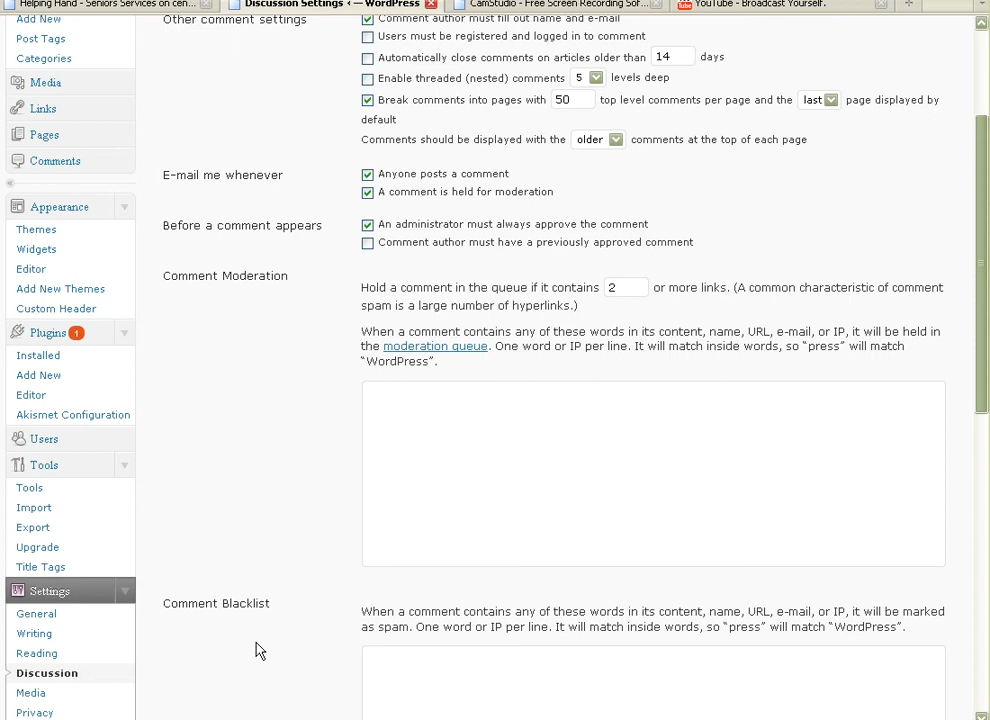 Helping Hand - Seniors Services on cen...
Discussion Settings ‹ — WordPress
CamStudio - Free Screen Recording Sof...
YouTube - Broadcast Yourself.
Add New
Post Tags
Categories
Media
Links
Pages
Comments
Appearance
Themes
Widgets
Editor
Add New Themes
Custom Header
Plugins 1
Installed
Add New
Editor
Akismet Configuration
Users
Tools
Tools
Import
Export
Upgrade
Title Tags
Settings
General
Writing
Reading
Discussion
Media
Privacy
Other comment settings
Comment author must fill out name and e-mail
Users must be registered and logged in to comment
Automatically close comments on articles older than 14 days
Enable threaded (nested) comments 5 levels deep
Break comments into pages with 50 top level comments per page and the last page displayed by
default
Comments should be displayed with the older comments at the top of each page
E-mail me whenever
Anyone posts a comment
A comment is held for moderation
Before a comment appears
An administrator must always approve the comment
Comment author must have a previously approved comment
Comment Moderation
Hold a comment in the queue if it contains 2 or more links. (A common characteristic of comment
spam is a large number of hyperlinks.)
When a comment contains any of these words in its content, name, URL, e-mail, or IP, it will be held in
the moderation queue. One word or IP per line. It will match inside words, so “press” will match
“WordPress”.
Comment Blacklist
When a comment contains any of these words in its content, name, URL, e-mail, or IP, it will be marked
as spam. One word or IP per line. It will match inside words, so “press” will match “WordPress”.